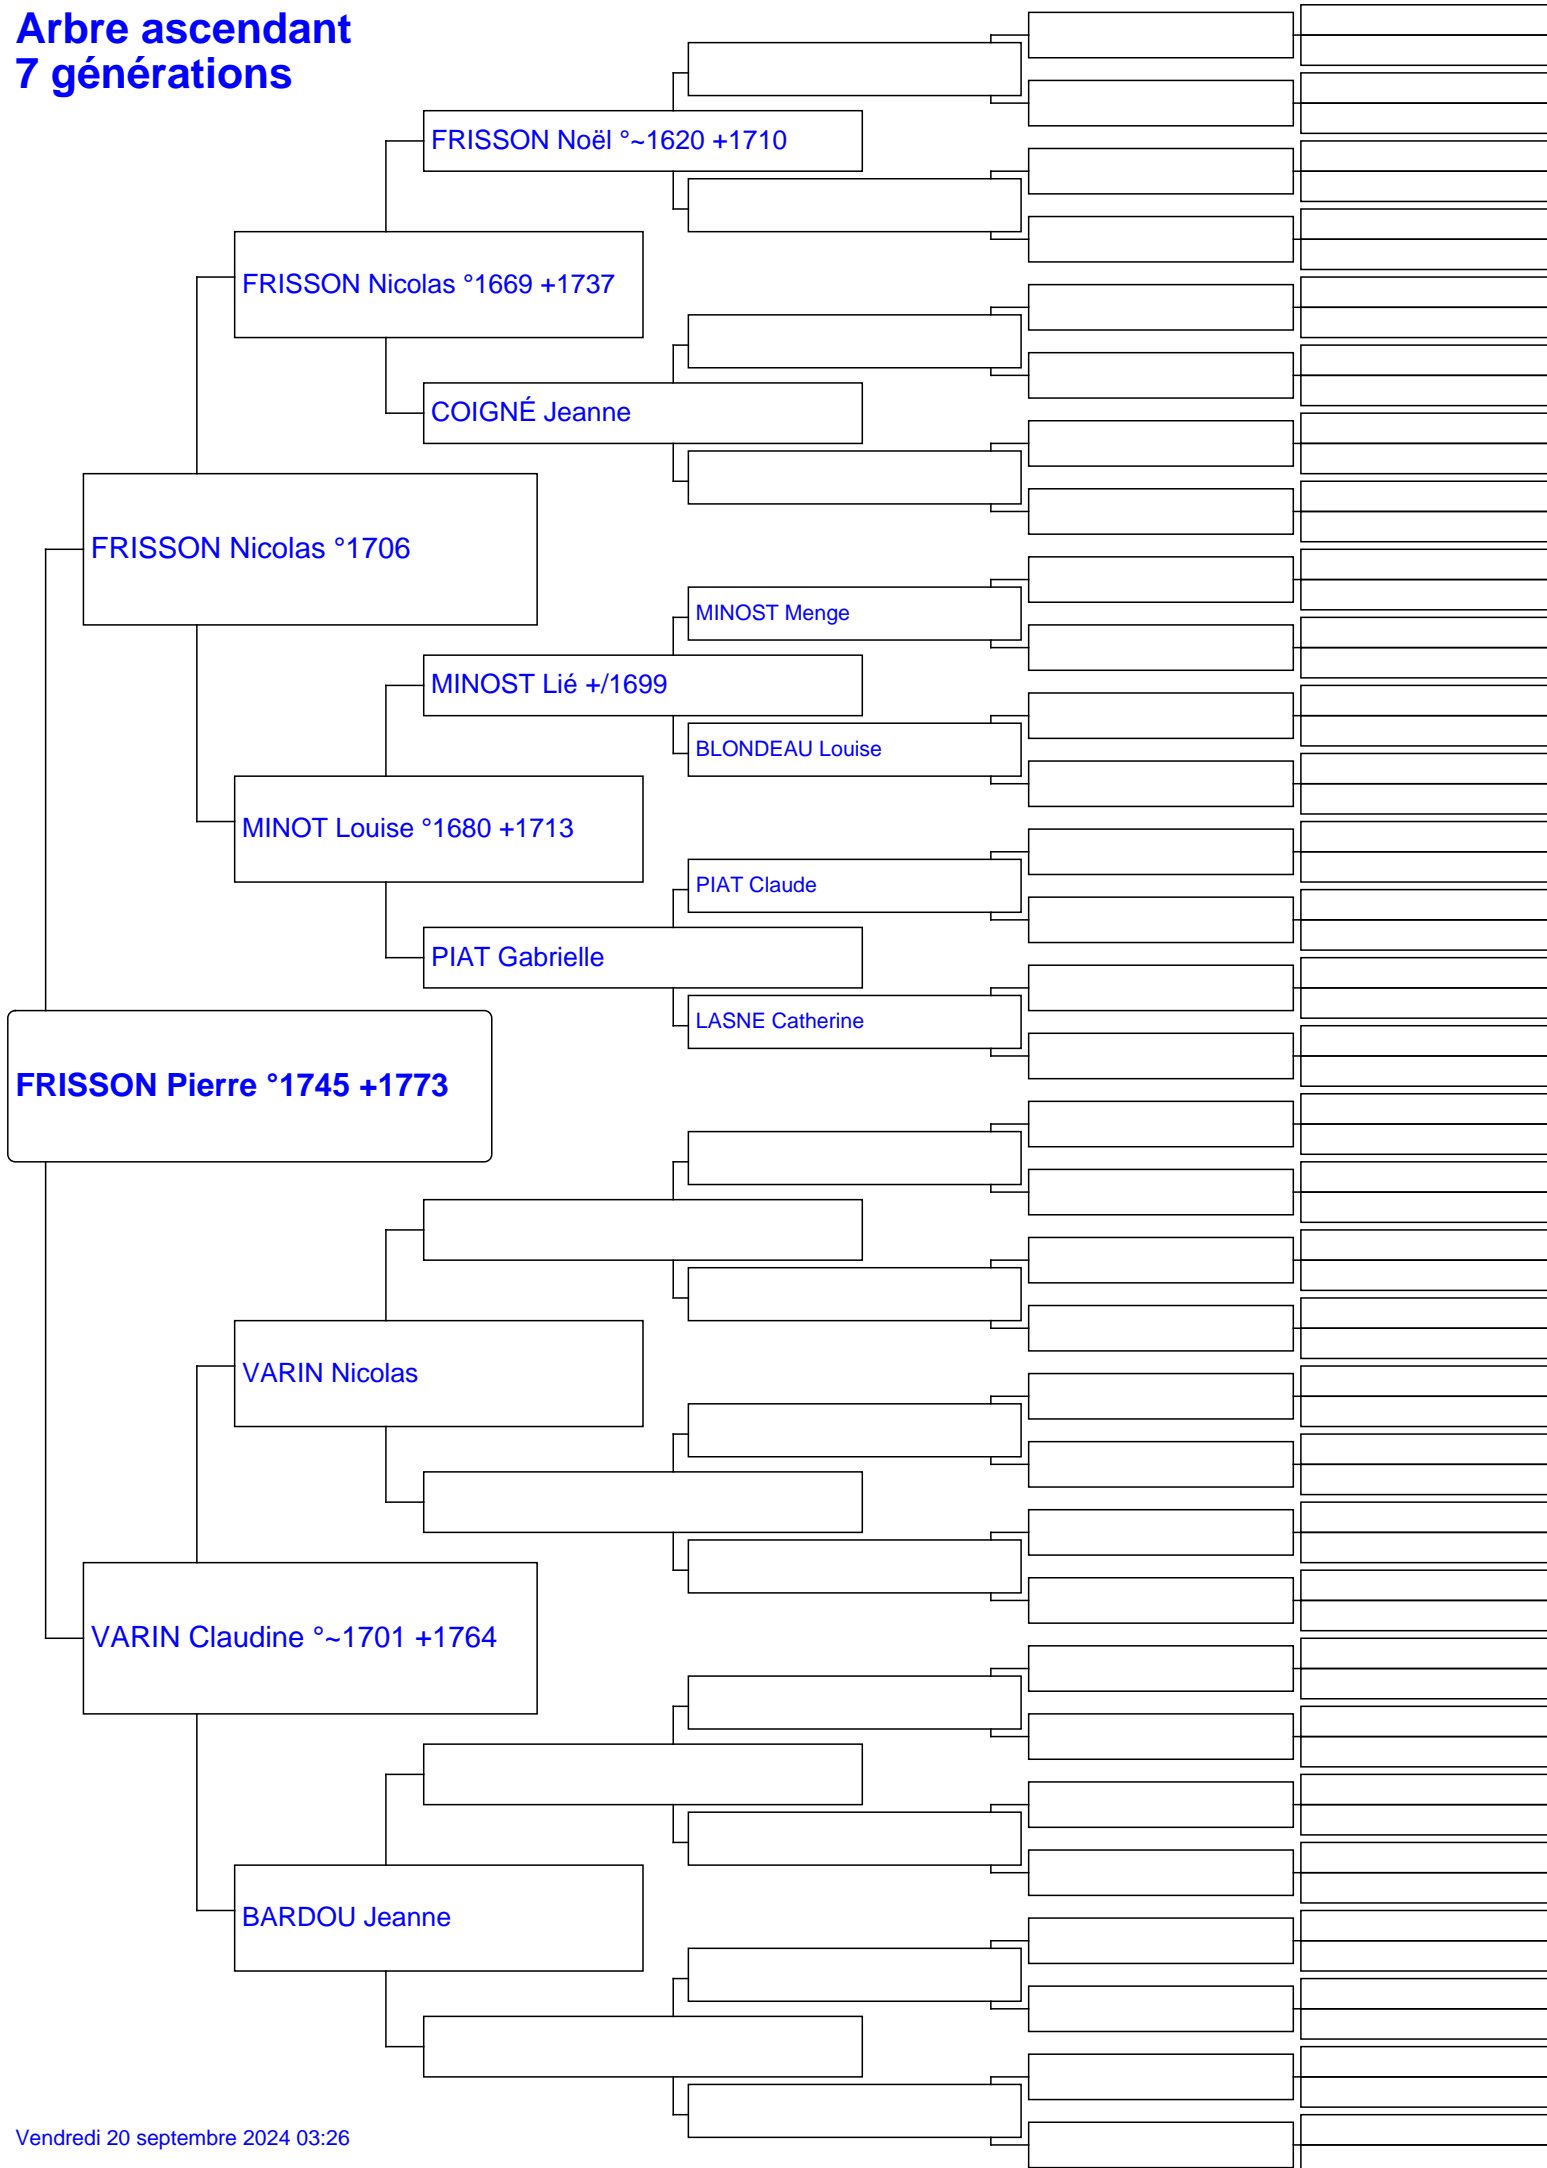 Arbre ascendant
7 générations
FRISSON Noël °~1620 +1710
FRISSON Nicolas °1669 +1737
COIGNÉ Jeanne
FRISSON Nicolas °1706
MINOST Menge
MINOST Lié +/1699
BLONDEAU Louise
MINOT Louise °1680 +1713
PIAT Claude
PIAT Gabrielle
LASNE Catherine
FRISSON Pierre °1745 +1773
VARIN Nicolas
VARIN Claudine °~1701 +1764
BARDOU Jeanne
Vendredi 20 septembre 2024 03:26